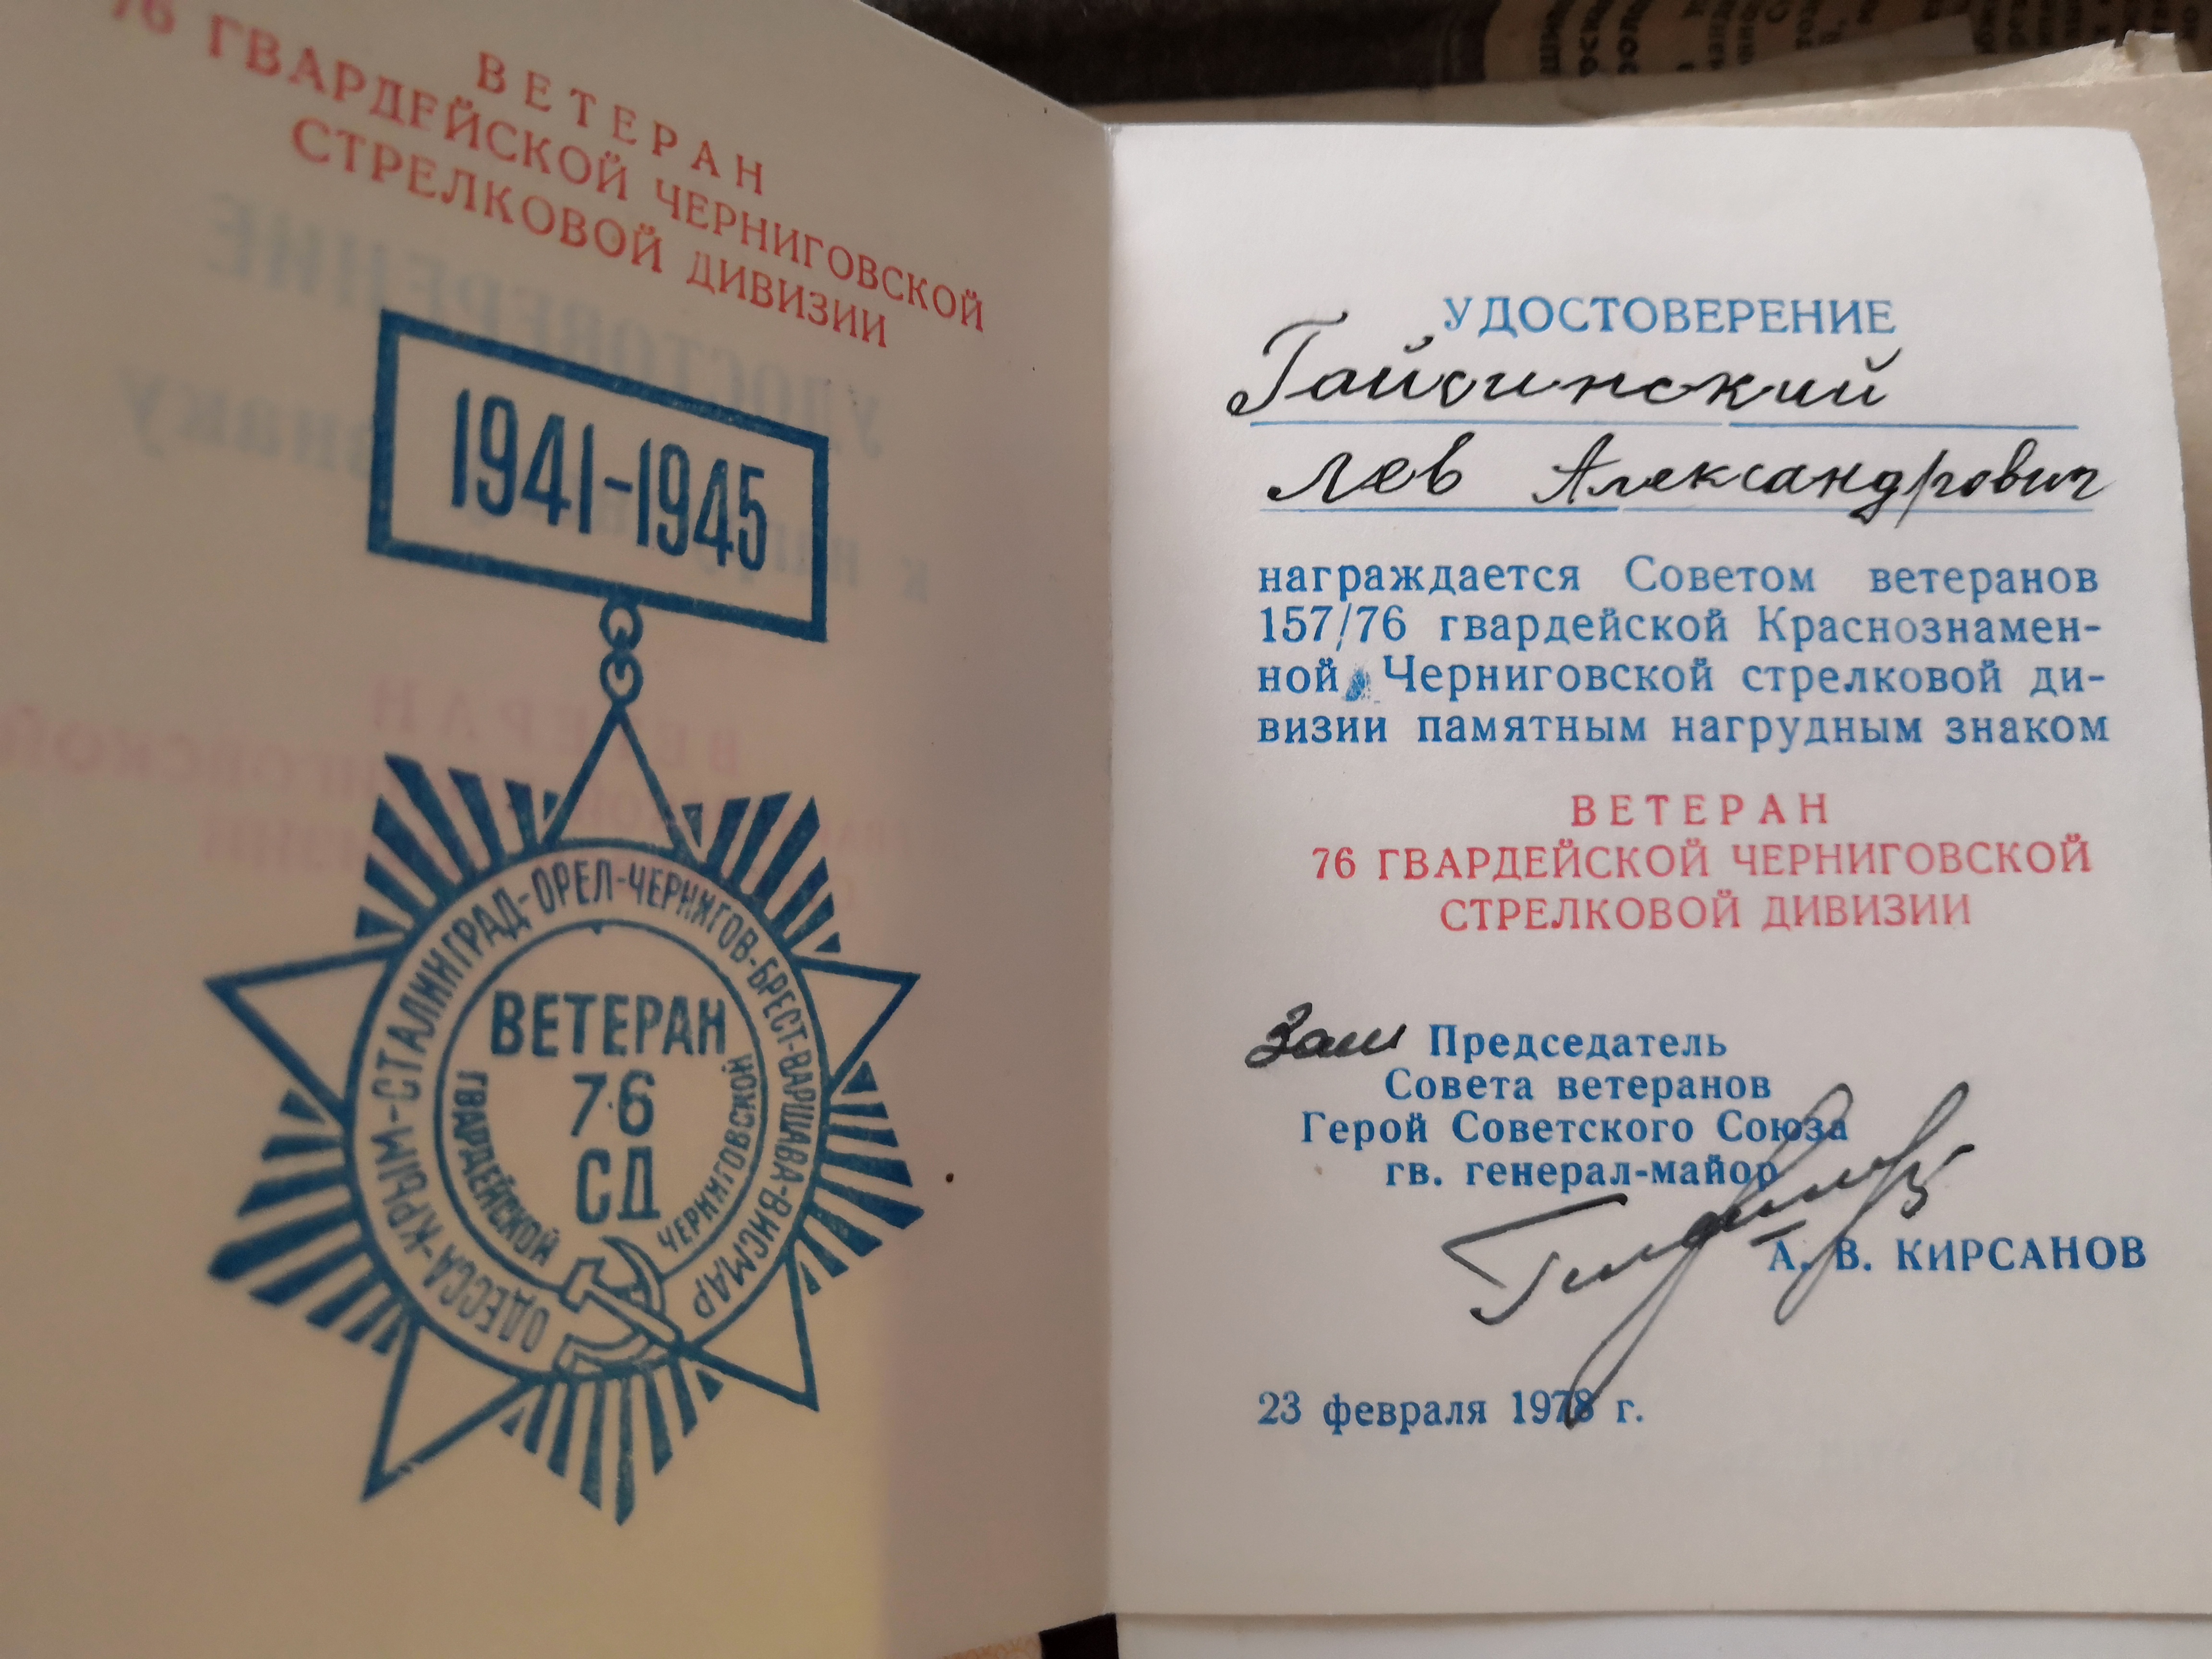 ВЕТЕРАН
76 ГВАРДЕЙСКОЙ ЧЕРНИГОВСКОЙ
СТРЕЛКОВОЙ ДИВИЗИИ
1941-1945
ОДЕССА-КРЫМ-СТАЛИНГРАД-ОРЕЛ-ЧЕРНИГОВ-БРЕСТ-ВАРШАВА-ВИСМАР
ВЕТЕРАН
76
СД
ГВАРДЕЙСКОЙ
ЧЕРНИГОВСКОЙ
УДОСТОВЕРЕНИЕ
Гайсинский
Лев Александрович
награждается Советом ветеранов
157/76 гвардейской Краснознамен-
ной Черниговской стрелковой ди-
визии памятным нагрудным знаком
ВЕТЕРАН
76 ГВАРДЕЙСКОЙ ЧЕРНИГОВСКОЙ
СТРЕЛКОВОЙ ДИВИЗИИ
Зам Председатель
Совета ветеранов
Герой Советского Союза
гв. генерал-майор
А. В. КИРСАНОВ
23 февраля 1978 г.